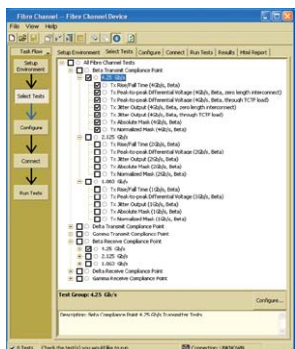 Fibre Channel -- Fibre Channel Device
File View Help
Task Flow
Setup Environment Select Tests Configure Connect Run Tests Results Html Report
Setup
Environment
Select Tests
Configure
Connect
Run Tests
All Fibre Channel Tests
Beta Transmit Compliance Point
4.25 Gb/s
Tx Rise/Fall Time (4Gb/s, Beta)
Tx Peak-to-peak Differential Voltage (4Gb/s, Beta, zero length interconnect)
Tx Peak-to-peak Differential Voltage (4Gb/s, Beta, through TCTF load)
Tx Jitter Output (4Gb/s, Beta, zero interconnect)
Tx Jitter Output (4Gb/s, Beta, through TCTF load)
Tx Absolute Mask (4Gb/s, Beta)
Tx Normalized Mask (4Gb/s, Beta)
2.125 Gb/s
Tx Rise/Fall Time (2Gb/s, Beta)
Tx Peak-to-peak Differential Voltage (2Gb/s, Beta)
Tx Jitter Output (2Gb/s, Beta)
Tx Absolute Mask (2Gb/s, Beta)
Tx Normalized Mask (2Gb/s, Beta)
1.063 Gb/s
Tx Rise/Fall Time (1Gb/s, Beta)
Tx Peak-to-peak Differential Voltage (1Gb/s, Beta)
Tx Jitter Output (1Gb/s, Beta)
Tx Absolute Mask (1Gb/s, Beta)
Tx Normalized Mask (1Gb/s, Beta)
Delta Transmit Compliance Point
Gamma Transmit Compliance Point
Beta Receive Compliance Point
4.25 Gb/s
2.125 Gb/s
1.063 Gb/s
Delta Receive Compliance Point
Gamma Receive Compliance Point
Test Group: 4.25 Gb/s
Configure...
Description: Beta Compliance Point 4.25 Gb/s Transmitter Tests
Tests Check the test(s) you would like to run Connection: UNKNOWN